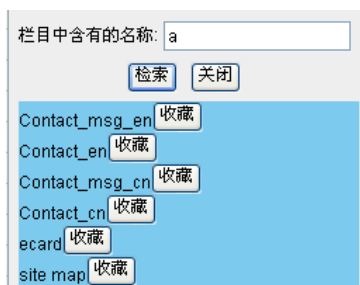 栏目中含有的名称: a
检索 关闭
Contact_msg_en 收藏
Contact_en 收藏
Contact_msg_cn 收藏
Contact_cn 收藏
ecard 收藏
site map 收藏